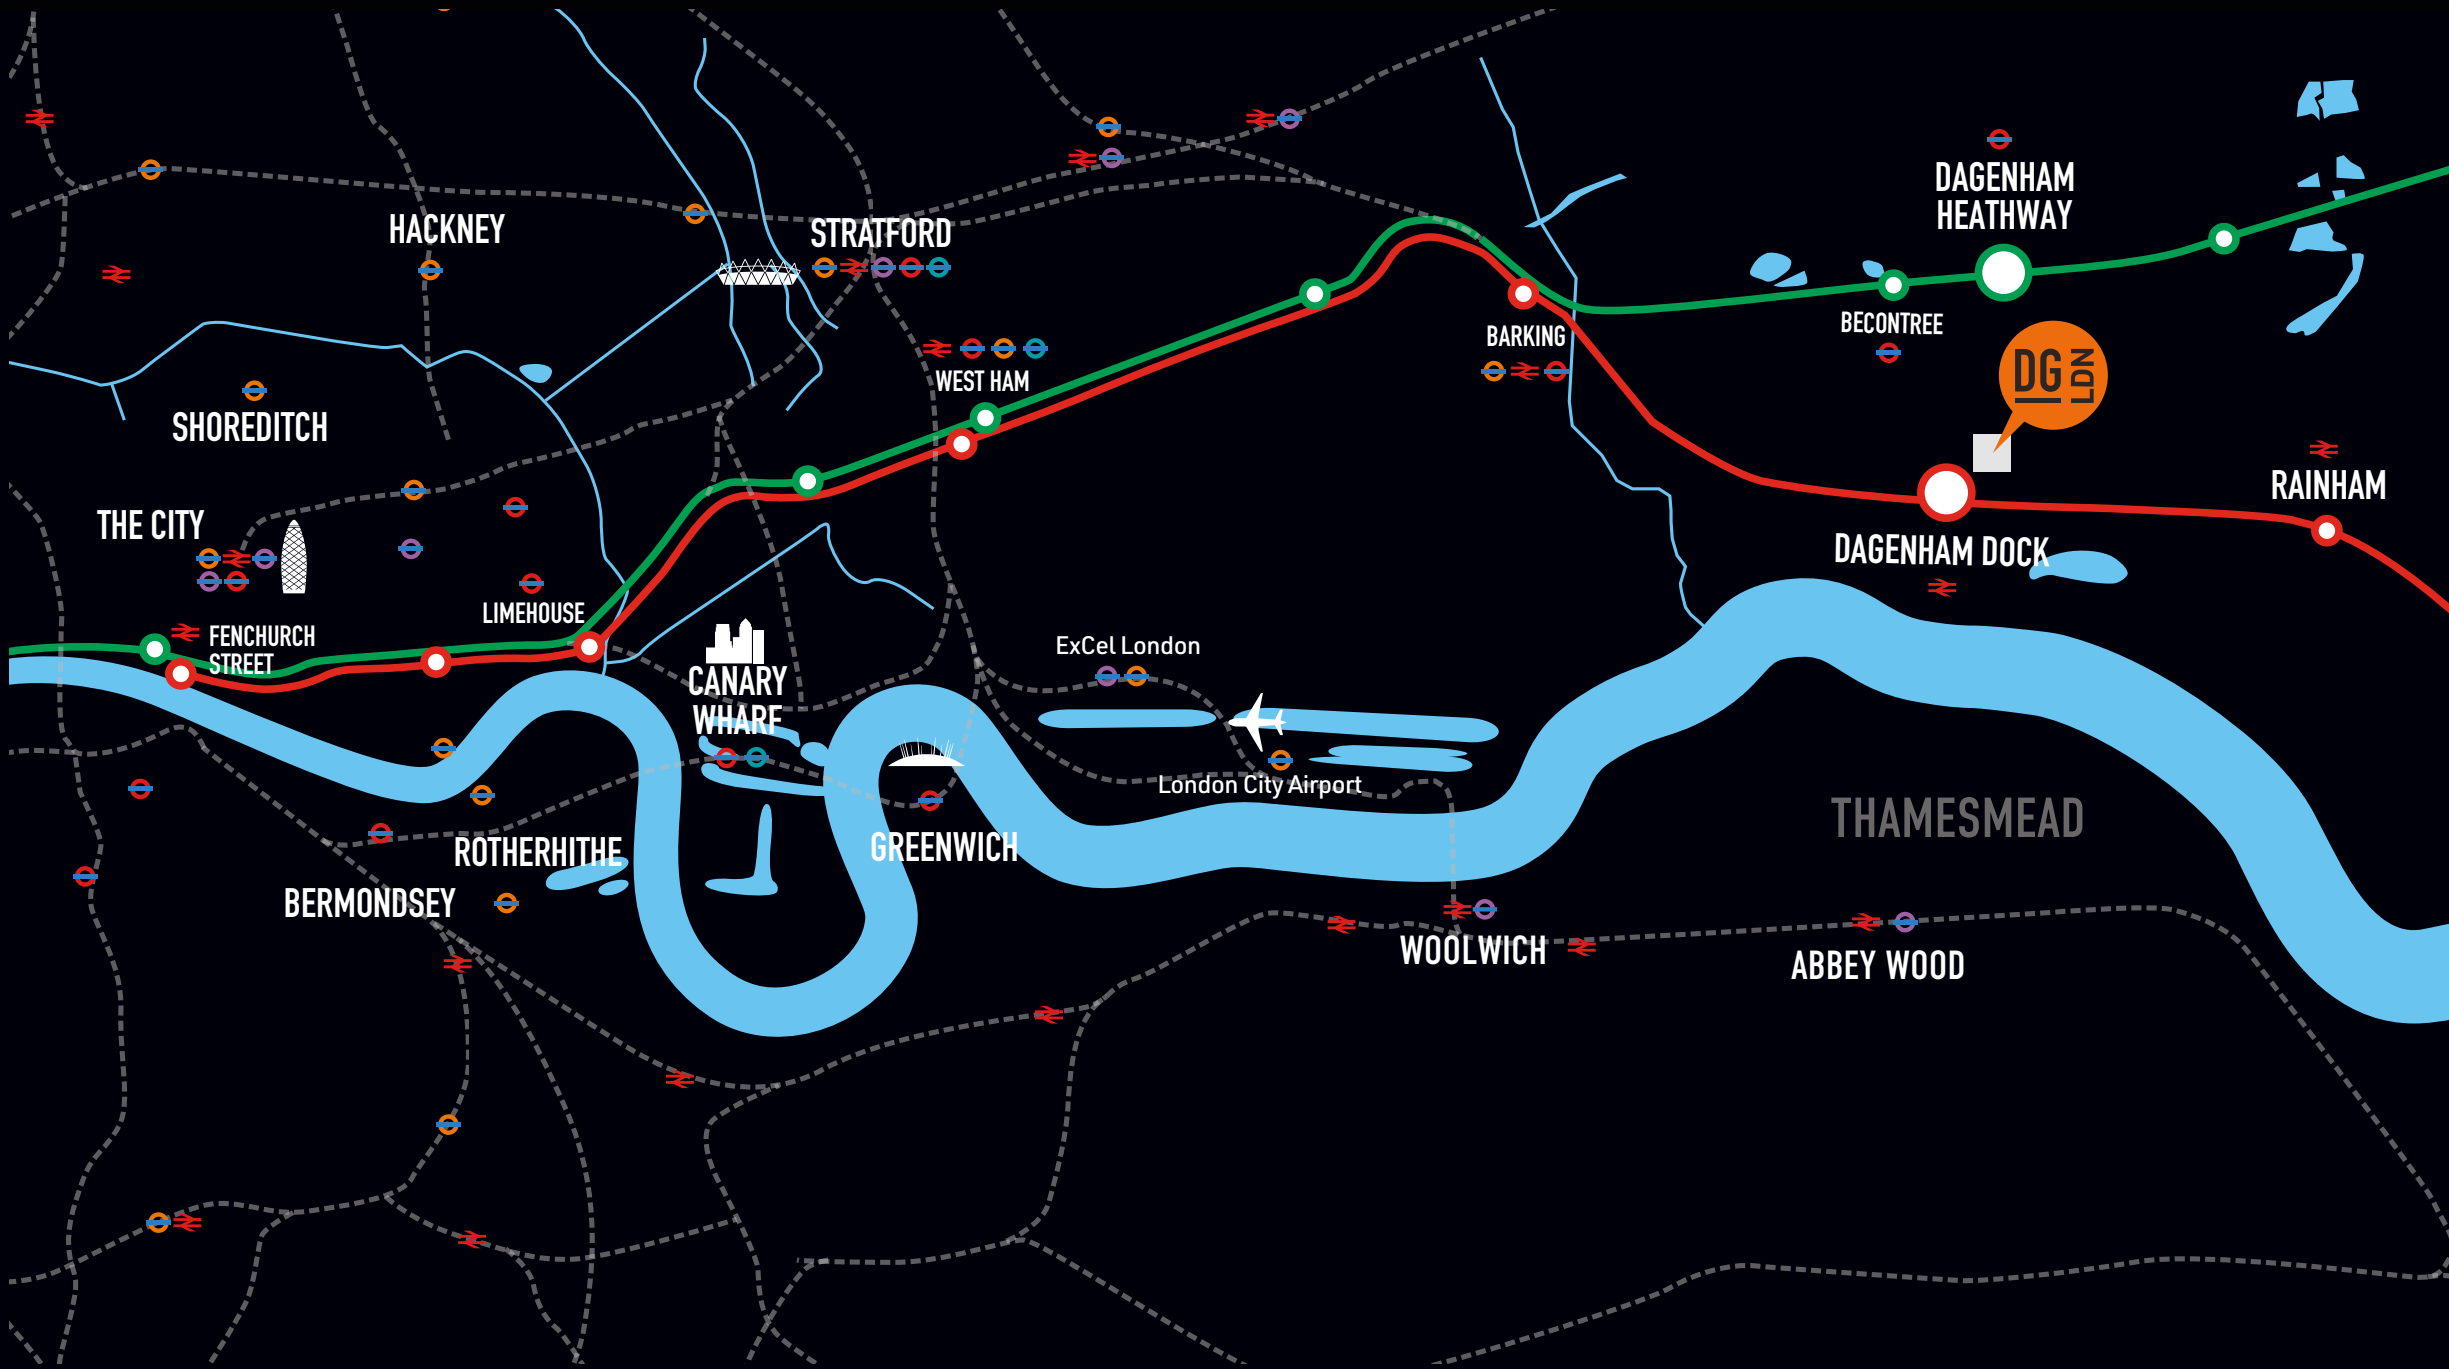 DAGENHAM
HEATHWAY
HACKNEY
STRATFORD
BECONTREE
BARKING
DG
LDN
WEST HAM
SHOREDITCH
RAINHAM
THE CITY
DAGENHAM DOCK
LIMEHOUSE
FENCHURCH
STREET
ExCel London
CANARY
WHARF
London City Airport
THAMESMEAD
GREENWICH
ROTHERHITHE
BERMONDSEY
WOOLWICH
ABBEY WOOD